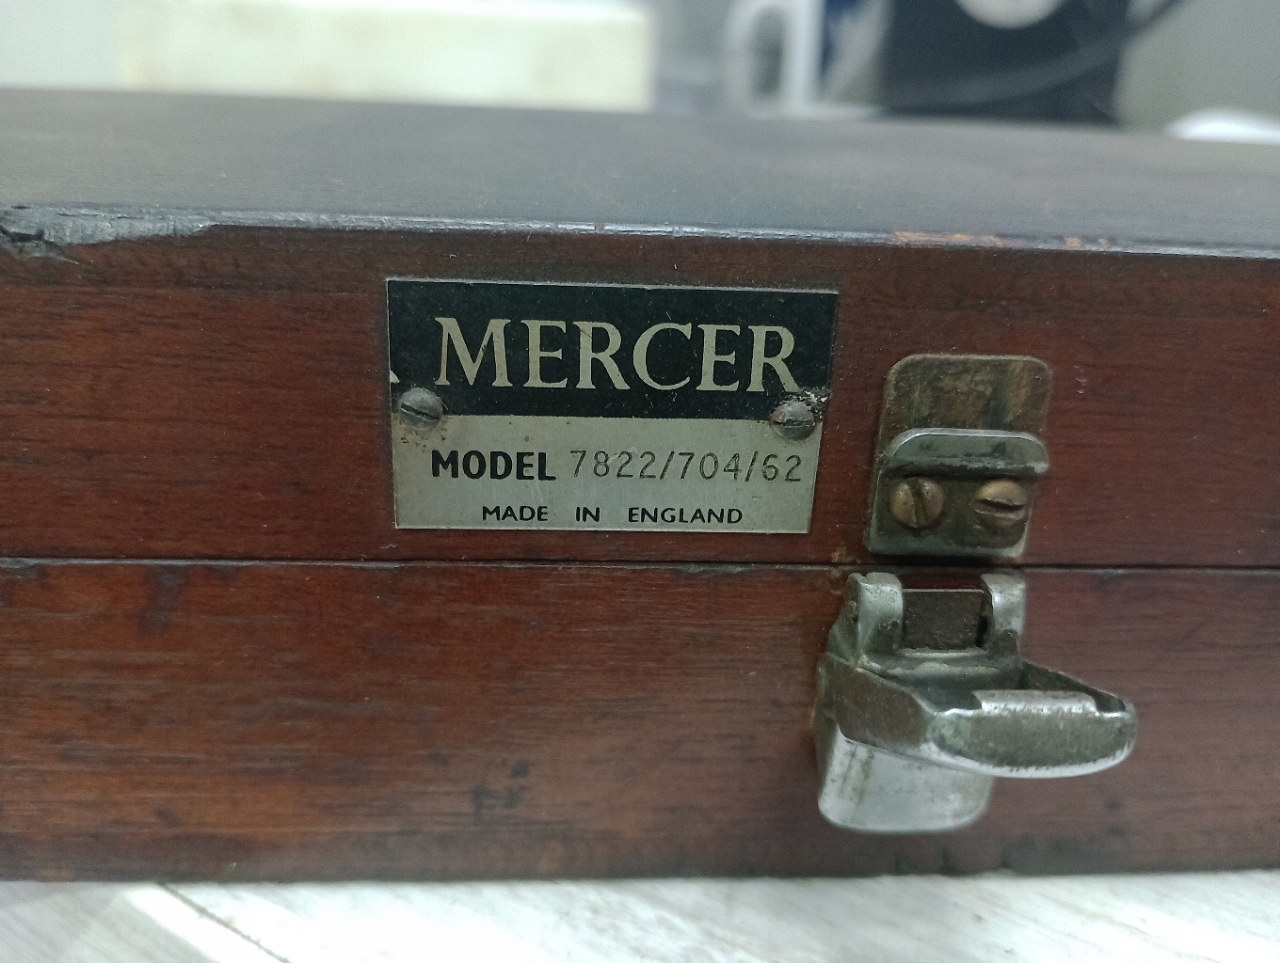 MERCER
MODEL 7822/704/62
MADE IN ENGLAND